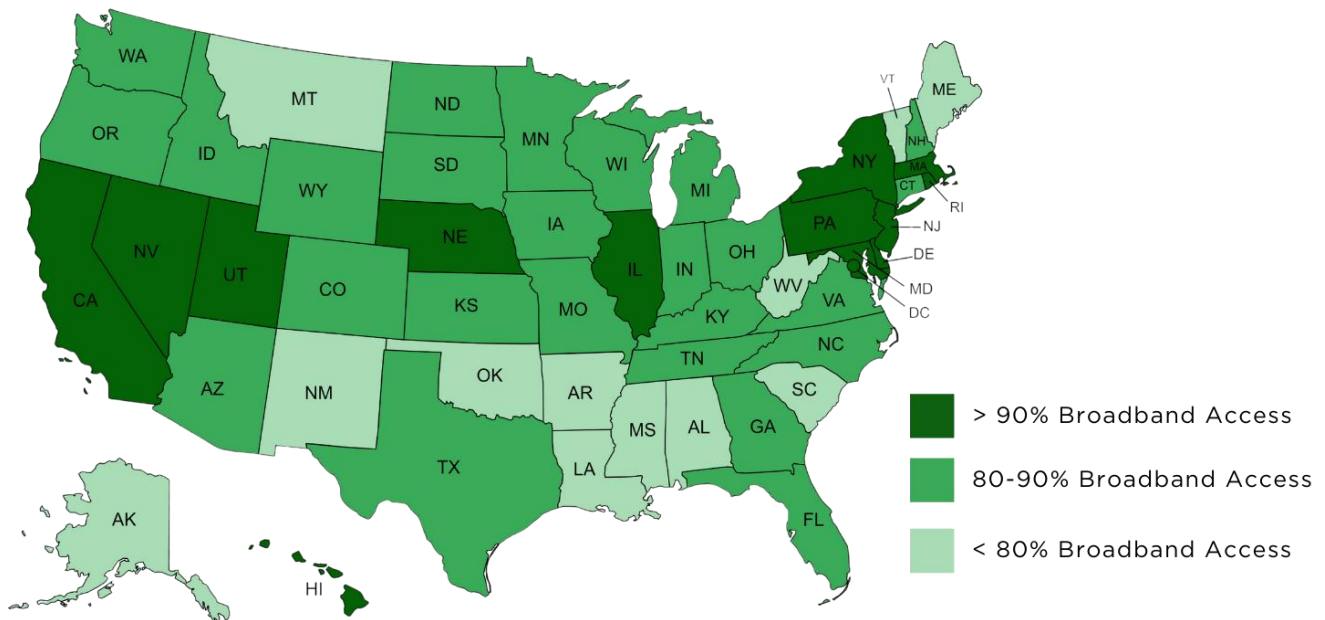 WA
MT
ND
MN
VT
ME
OR
ID
SD
WI
NH
NY
MA
WY
MI
CT
RI
IA
PA
NJ
NE
OH
NV
IL
IN
DE
UT
WV
MD
CA
CO
KS
MO
VA
DC
KY
NC
TN
AZ
NM
OK
AR
SC
> 90% Broadband Access
MS
AL
GA
TX
LA
80-90% Broadband Access
AK
FL
< 80% Broadband Access
HI